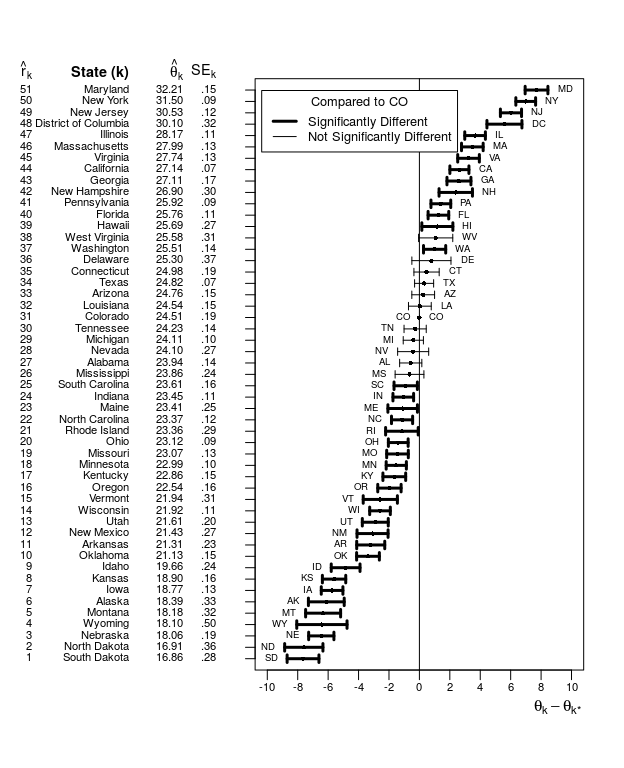 r̂k State (k) θ̂k SEk
51 Maryland 32.21 .15 MD
50 New York 31.50 .09 NY
Compared to CO
49 New Jersey 30.53 .12 NJ
Significantly Different
48 District of Columbia 30.10 .32 DC
Not Significantly Different
47 Illinois 28.17 .11 IL
46 Massachusetts 27.99 .13 MA
45 Virginia 27.74 .13 VA
44 California 27.14 .07 CA
43 Georgia 27.11 .17 GA
42 New Hampshire 26.90 .30 NH
41 Pennsylvania 25.92 .09 PA
40 Florida 25.76 .11 FL
39 Hawaii 25.69 .27 HI
38 West Virginia 25.58 .31 WV
37 Washington 25.51 .14 WA
36 Delaware 25.30 .37 DE
35 Connecticut 24.98 .19 CT
34 Texas 24.82 .07 TX
33 Arizona 24.76 .15 AZ
32 Louisiana 24.54 .15 LA
31 Colorado 24.51 .19 CO CO
30 Tennessee 24.23 .14 TN
29 Michigan 24.11 .10 MI
28 Nevada 24.10 .27 NV
27 Alabama 23.94 .14 AL
26 Mississippi 23.86 .24 MS
25 South Carolina 23.61 .16 SC
24 Indiana 23.45 .11 IN
23 Maine 23.41 .25 ME
22 North Carolina 23.37 .12 NC
21 Rhode Island 23.36 .29 RI
20 Ohio 23.12 .09 OH
19 Missouri 23.07 .13 MO
18 Minnesota 22.99 .10 MN
17 Kentucky 22.86 .15 KY
16 Oregon 22.54 .16 OR
15 Vermont 21.94 .31 VT
14 Wisconsin 21.92 .11 WI
13 Utah 21.61 .20 UT
12 New Mexico 21.43 .27 NM
11 Arkansas 21.31 .23 AR
10 Oklahoma 21.13 .15 OK
9 Idaho 19.66 .24 ID
8 Kansas 18.90 .16 KS
7 Iowa 18.77 .13 IA
6 Alaska 18.39 .33 AK
5 Montana 18.18 .32 MT
4 Wyoming 18.10 .50 WY
3 Nebraska 18.06 .19 NE
2 North Dakota 16.91 .36 ND
1 South Dakota 16.86 .28 SD
-10 -8 -6 -4 -2 0 2 4 6 8 10
θk − θk*